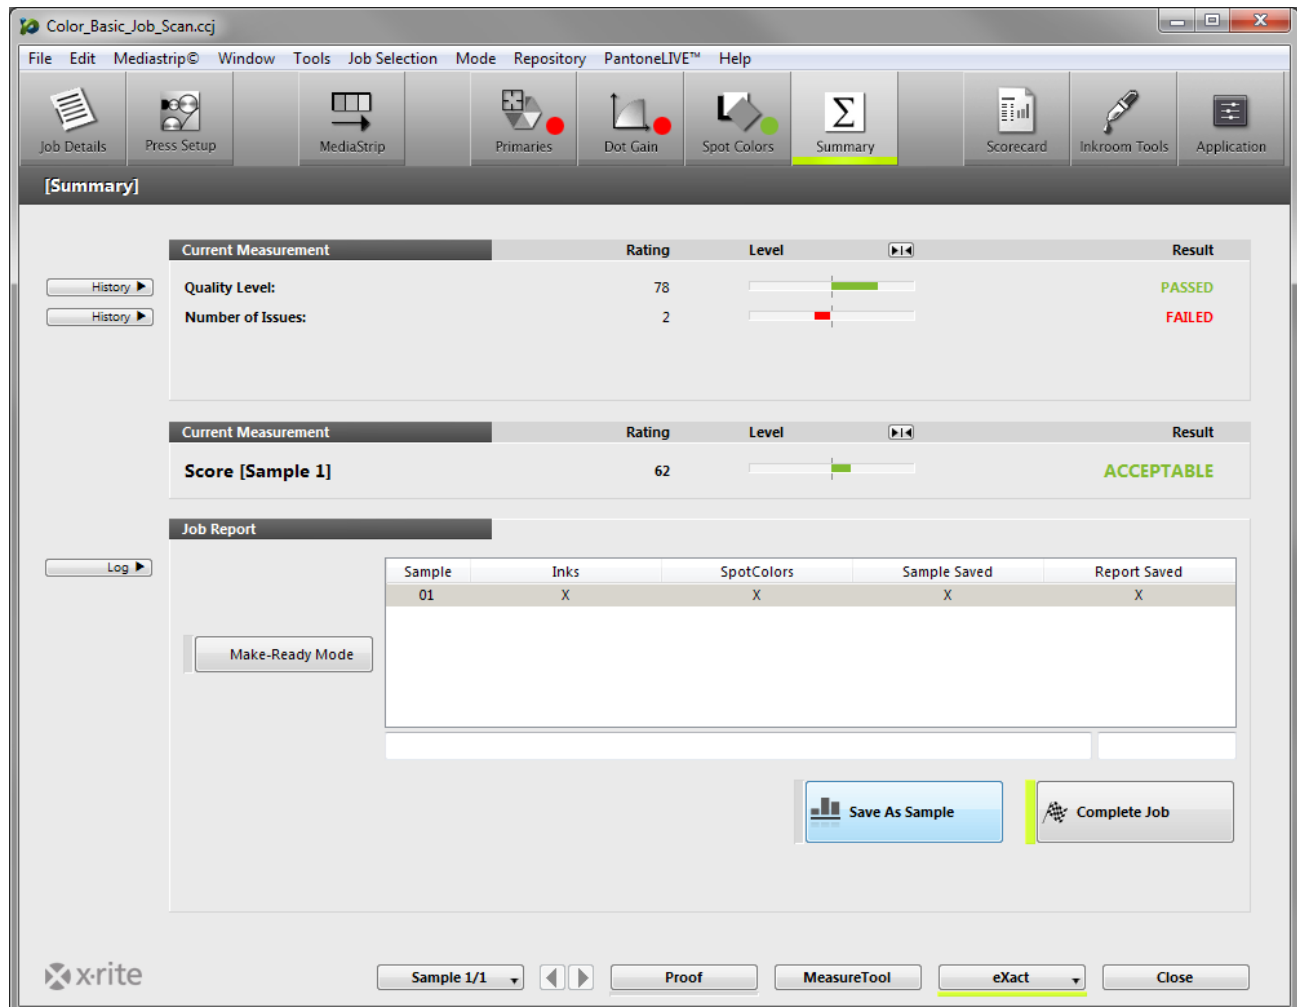 Color_Basic_Job_Scan.ccj
File Edit Mediastrip© Window Tools Job Selection Mode Repository PantoneLIVE™ Help
Job Details Press Setup MediaStrip Primaries Dot Gain Spot Colors Summary Scorecard Inkroom Tools Application
[Summary]
Current Measurement Rating Level Result
History Quality Level: 78 PASSED
History Number of Issues: 2 FAILED
Current Measurement Rating Level Result
Score [Sample 1] 62 ACCEPTABLE
Job Report
Log
Sample Inks SpotColors Sample Saved Report Saved
01 X X X X
Make-Ready Mode
Save As Sample Complete Job
x·rite Sample 1/1 Proof MeasureTool eXact Close